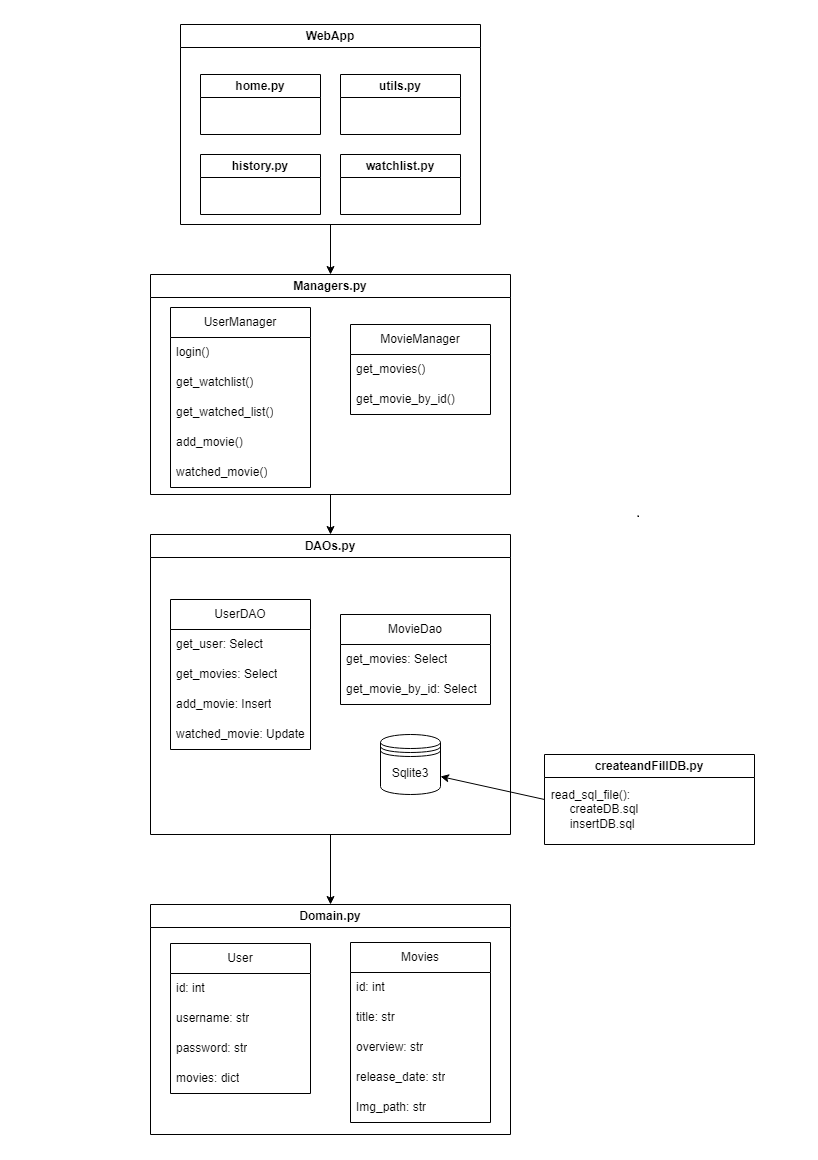 WebApp
home.py
utils.py
history.py
watchlist.py
Managers.py
UserManager
login()
get_watchlist()
get_watched_list()
add_movie()
watched_movie()
MovieManager
get_movies()
get_movie_by_id()
.
DAOs.py
UserDAO
get_user: Select
get_movies: Select
add_movie: Insert
watched_movie: Update
MovieDao
get_movies: Select
get_movie_by_id: Select
Sqlite3
createandFillDB.py
read_sql_file():
createDB.sql
insertDB.sql
Domain.py
User
id: int
username: str
password: str
movies: dict
Movies
id: int
title: str
overview: str
release_date: str
Img_path: str